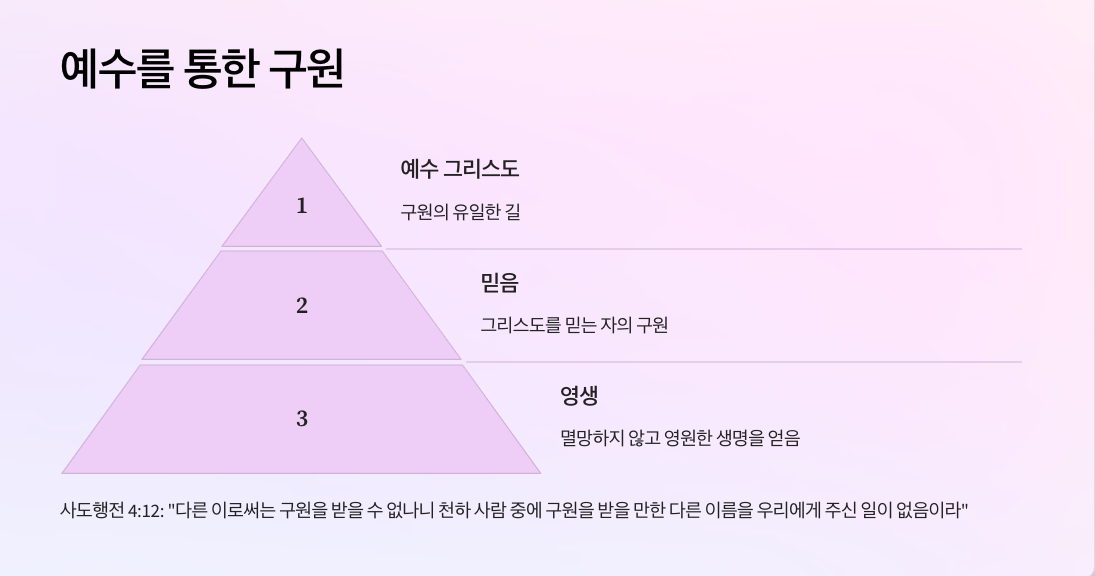 예수를 통한 구원
1
예수 그리스도
구원의 유일한 길
2
믿음
그리스도를 믿는 자의 구원
3
영생
멸망하지 않고 영원한 생명을 얻음
사도행전 4:12: "다른 이로써는 구원을 받을 수 없나니 천하 사람 중에 구원을 받을 만한 다른 이름을 우리에게 주신 일이 없음이라"